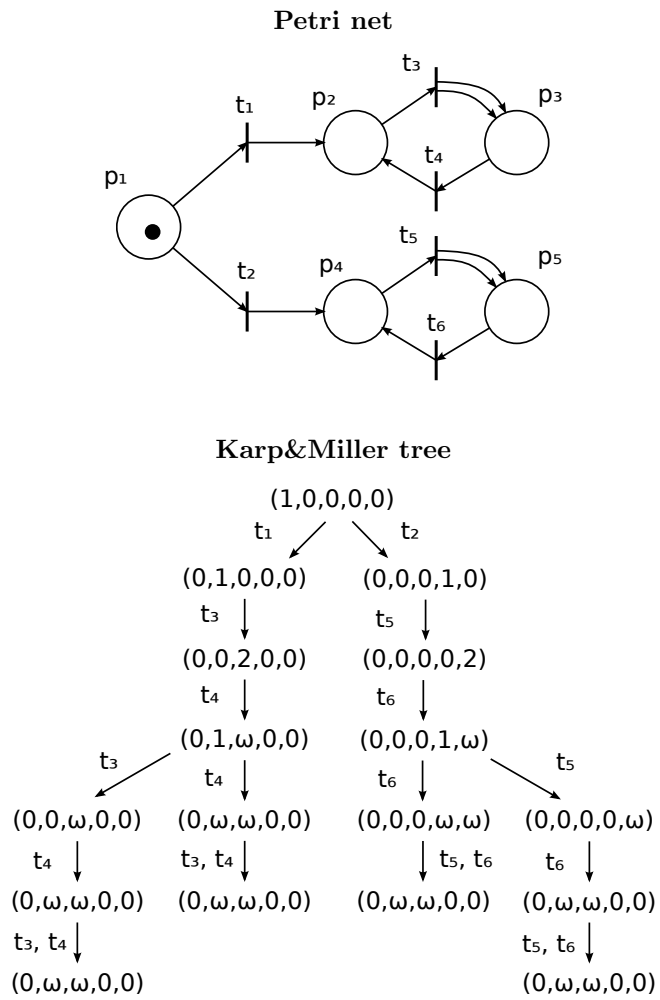 Petri net
t₃
p₂ p₃
t₁
t₄
p₁
t₅
t₂ p₄ p₅
t₆
Karp&Miller tree
(1,0,0,0,0)
t₁ t₂
(0,1,0,0,0) (0,0,0,1,0)
t₃ t₅
(0,0,2,0,0) (0,0,0,0,2)
t₄ t₆
(0,1,ω,0,0) (0,0,0,1,ω)
t₃ t₄ t₆ t₅
(0,0,ω,0,0) (0,ω,ω,0,0) (0,0,0,ω,ω) (0,0,0,0,ω)
t₄ t₃, t₄ t₅, t₆ t₆
(0,ω,ω,0,0) (0,ω,ω,0,0) (0,ω,ω,0,0) (0,ω,ω,0,0)
t₃, t₄ t₅, t₆
(0,ω,ω,0,0) (0,ω,ω,0,0)